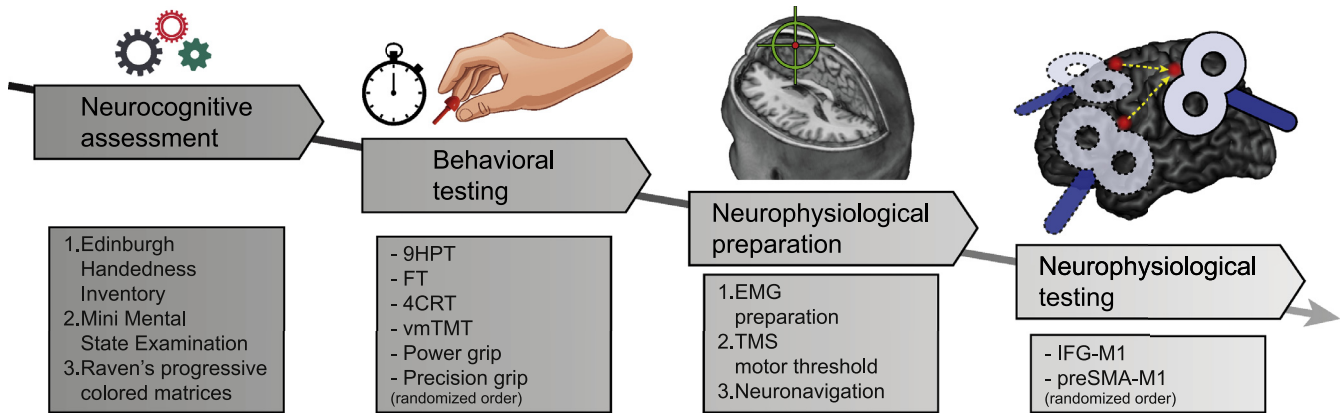 Neurocognitive
assessment
1.Edinburgh
Handedness
Inventory
2.Mini Mental
State Examination
3.Raven's progressive
colored matrices
Behavioral
testing
- 9HPT
- FT
- 4CRT
- vmTMT
- Power grip
- Precision grip
(randomized order)
Neurophysiological
preparation
1.EMG
preparation
2.TMS
motor threshold
3.Neuronavigation
Neurophysiological
testing
- IFG-M1
- preSMA-M1
(randomized order)